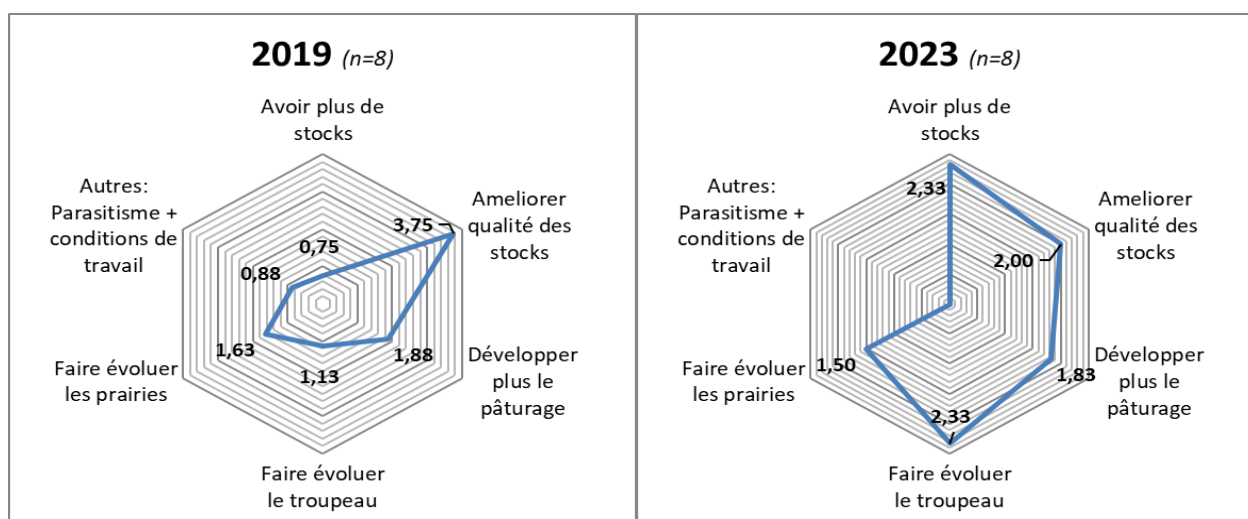 2019 (n=8)
Avoir plus de
stocks
Autres:
Parasitisme +
conditions de
travail
Ameliorer
qualité des
stocks
3,75
0,75
0,88
1,63
1,88
1,13
Faire évoluer
les prairies
Développer
plus le
pâturage
Faire évoluer
le troupeau
2023 (n=8)
Avoir plus de
stocks
Autres:
Parasitisme +
conditions de
travail
Ameliorer
qualité des
stocks
2,33
2,00
1,50
1,83
2,33
Faire évoluer
les prairies
Développer
plus le
pâturage
Faire évoluer
le troupeau